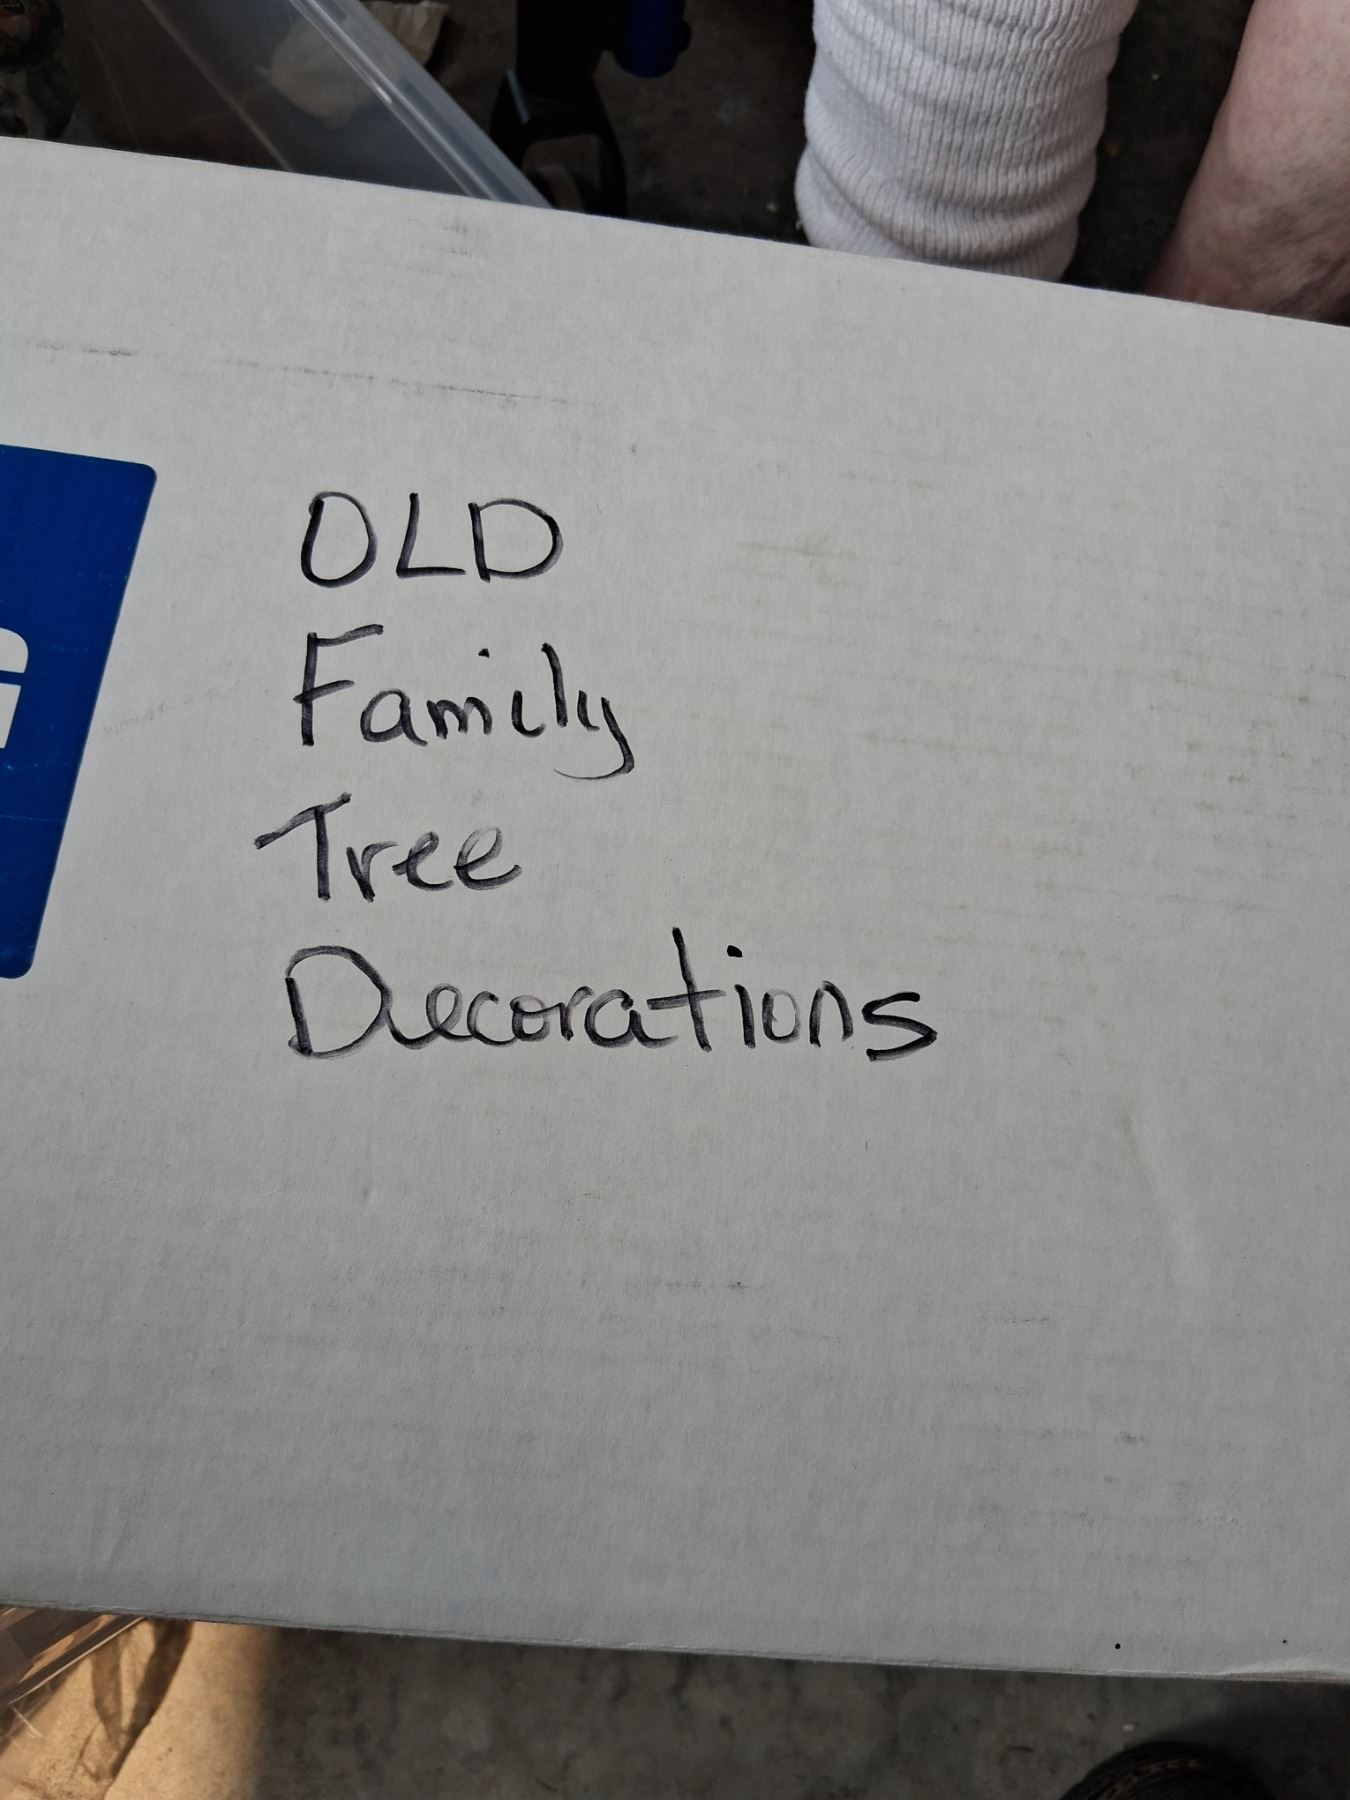 OLD
Family
Tree
Decorations
G